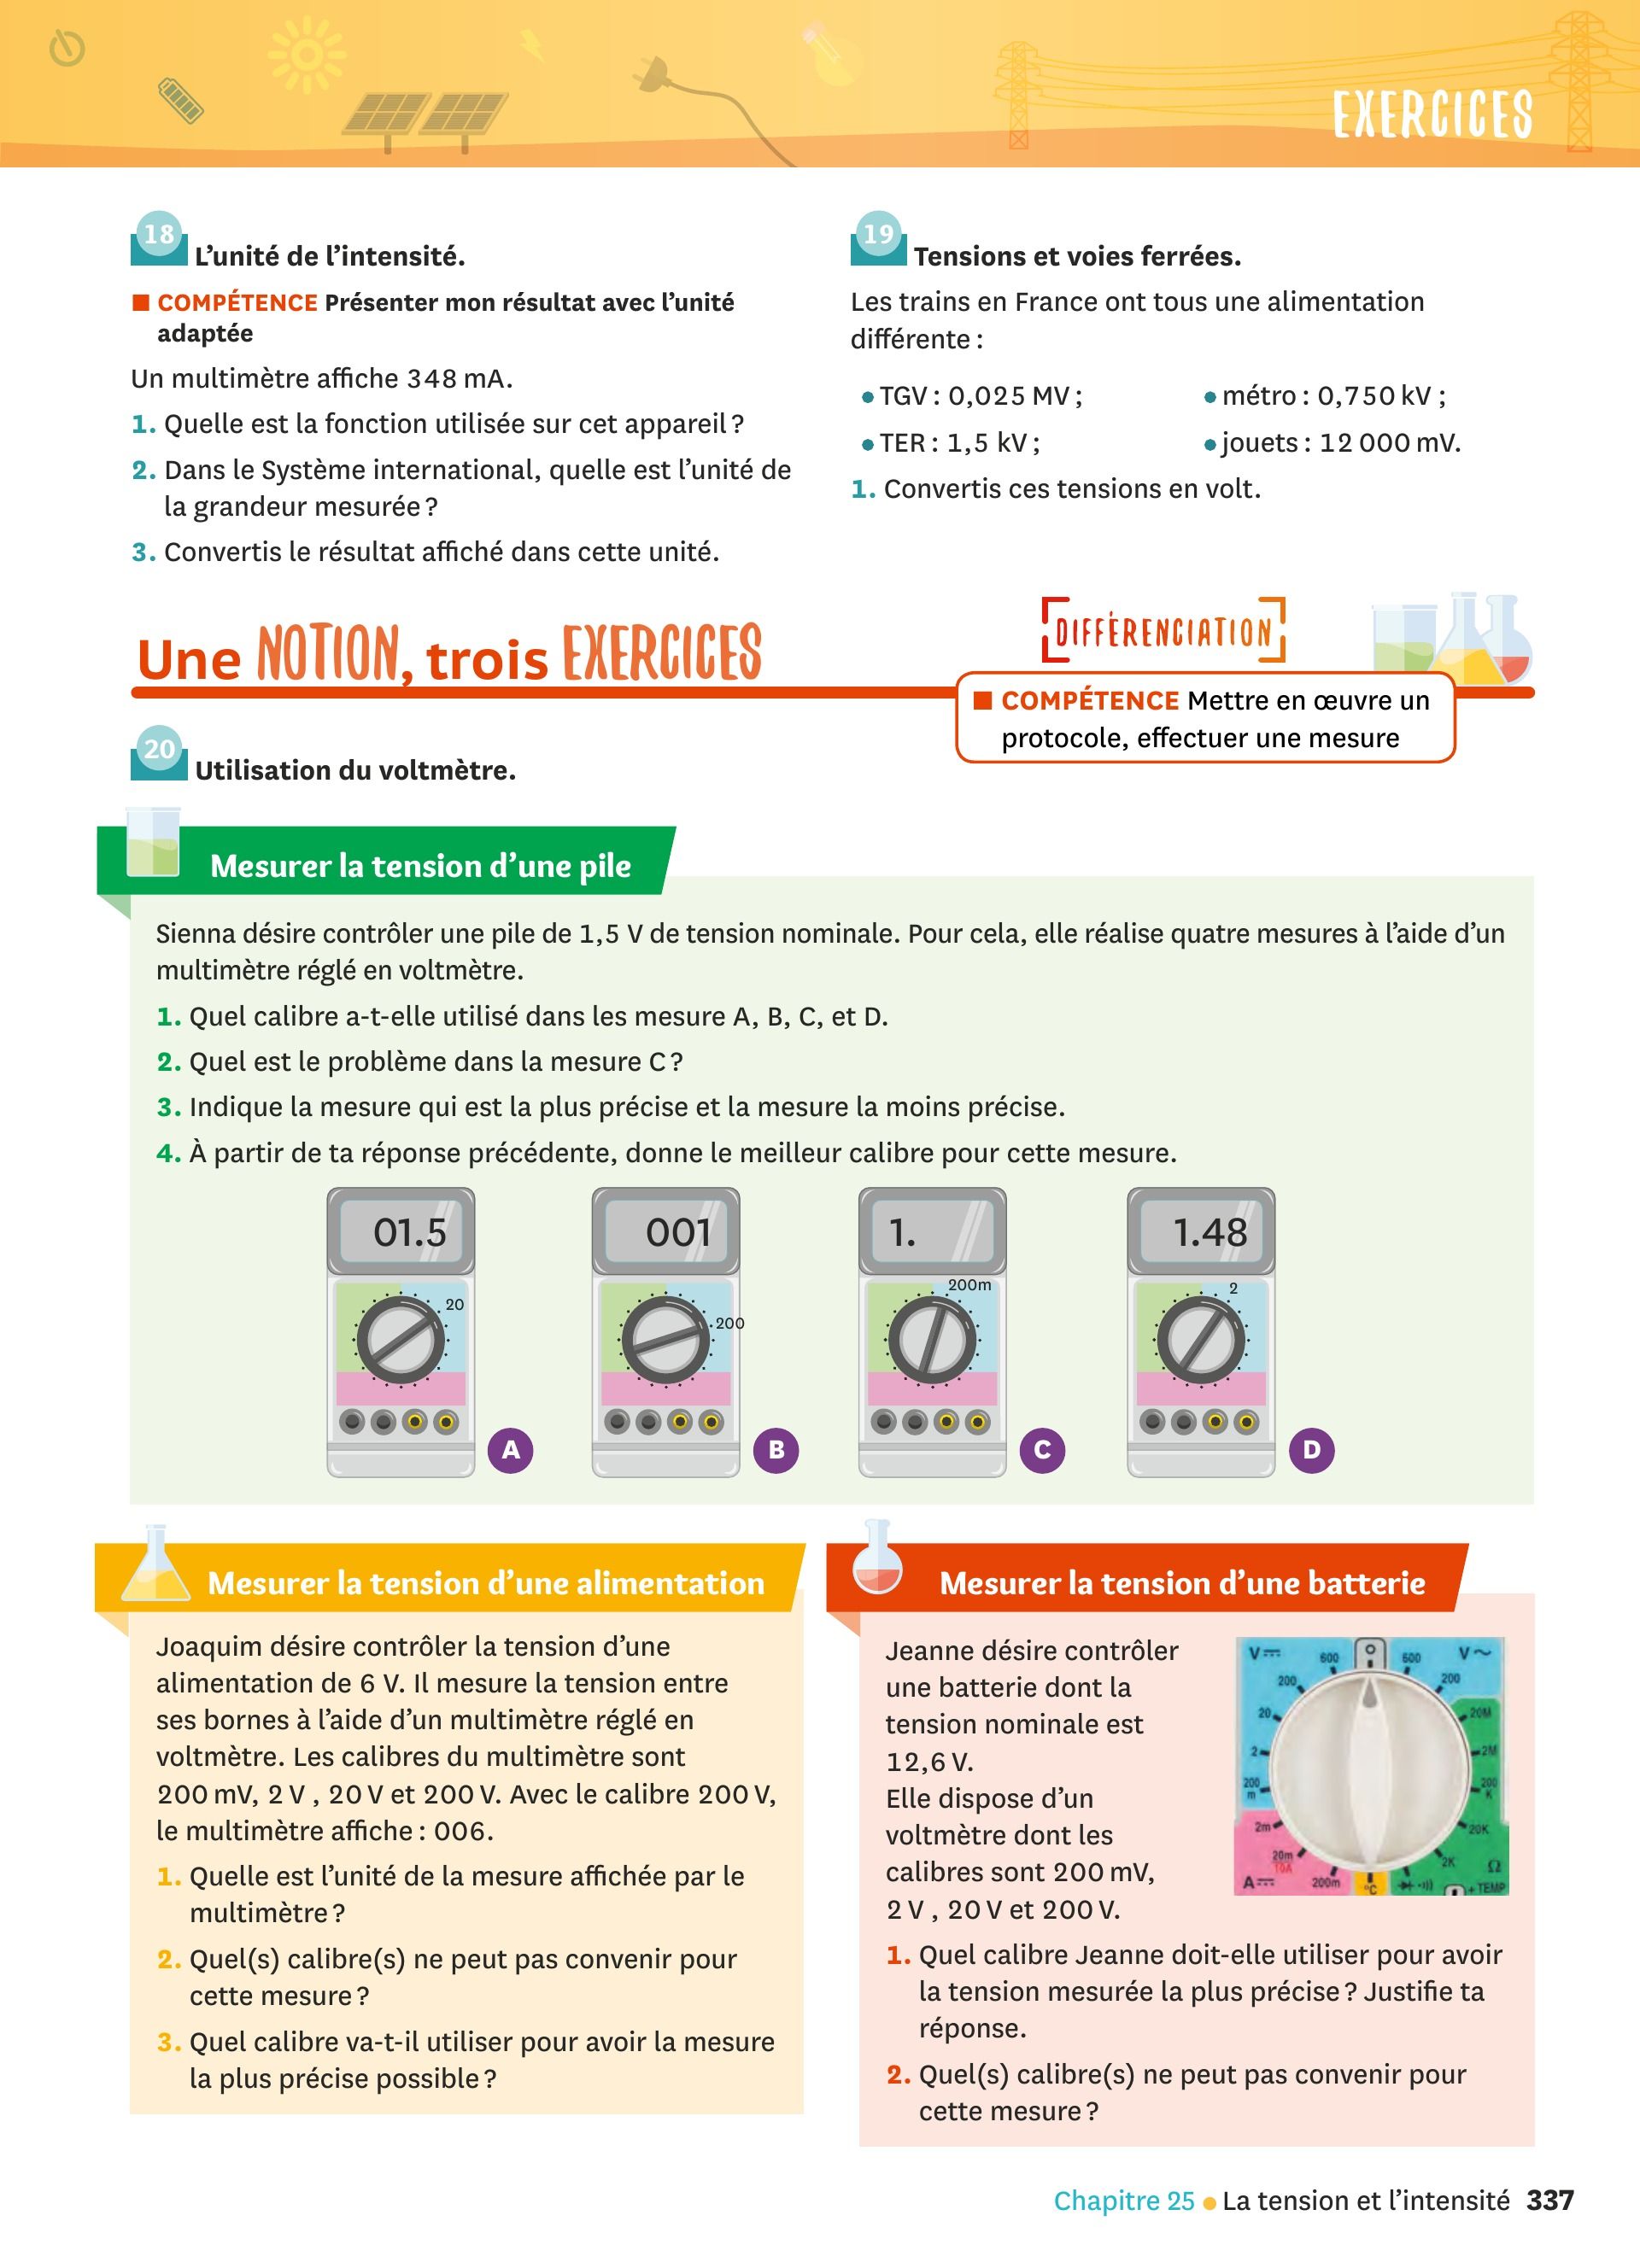 EXERCICES
18 L'unité de l'intensité.
■ COMPÉTENCE Présenter mon résultat avec l'unité
adaptée
Un multimètre affiche 348 mA.
1. Quelle est la fonction utilisée sur cet appareil ?
2. Dans le Système international, quelle est l'unité de
la grandeur mesurée ?
3. Convertis le résultat affiché dans cette unité.
19 Tensions et voies ferrées.
Les trains en France ont tous une alimentation
différente :
• TGV : 0,025 MV ;
• métro : 0,750 kV ;
• TER : 1,5 kV ;
• jouets : 12 000 mV.
1. Convertis ces tensions en volt.
Une NOTION, trois EXERCICES
DIFFÉRENCIATION
■ COMPÉTENCE Mettre en œuvre un
protocole, effectuer une mesure
20 Utilisation du voltmètre.
Mesurer la tension d'une pile
Sienna désire contrôler une pile de 1,5 V de tension nominale. Pour cela, elle réalise quatre mesures à l'aide d'un
multimètre réglé en voltmètre.
1. Quel calibre a-t-elle utilisé dans les mesure A, B, C, et D.
2. Quel est le problème dans la mesure C ?
3. Indique la mesure qui est la plus précise et la mesure la moins précise.
4. À partir de ta réponse précédente, donne le meilleur calibre pour cette mesure.
01.5
20
A
001
200
B
1.
200m
C
1.48
2
D
Mesurer la tension d'une alimentation
Joaquim désire contrôler la tension d'une
alimentation de 6 V. Il mesure la tension entre
ses bornes à l'aide d'un multimètre réglé en
voltmètre. Les calibres du multimètre sont
200 mV, 2 V , 20 V et 200 V. Avec le calibre 200 V,
le multimètre affiche : 006.
1. Quelle est l'unité de la mesure affichée par le
multimètre ?
2. Quel(s) calibre(s) ne peut pas convenir pour
cette mesure ?
3. Quel calibre va-t-il utiliser pour avoir la mesure
la plus précise possible ?
Mesurer la tension d'une batterie
Jeanne désire contrôler
une batterie dont la
tension nominale est
12,6 V.
Elle dispose d'un
voltmètre dont les
calibres sont 200 mV,
2 V , 20 V et 200 V.
V⎓ 600 600 V~
200 200
20 20M
2 2M
200 m 200 K
2m 20K
20m 10A 2K Ω
A⎓ 200m °C + TEMP
1. Quel calibre Jeanne doit-elle utiliser pour avoir
la tension mesurée la plus précise ? Justifie ta
réponse.
2. Quel(s) calibre(s) ne peut pas convenir pour
cette mesure ?
Chapitre 25 • La tension et l'intensité 337